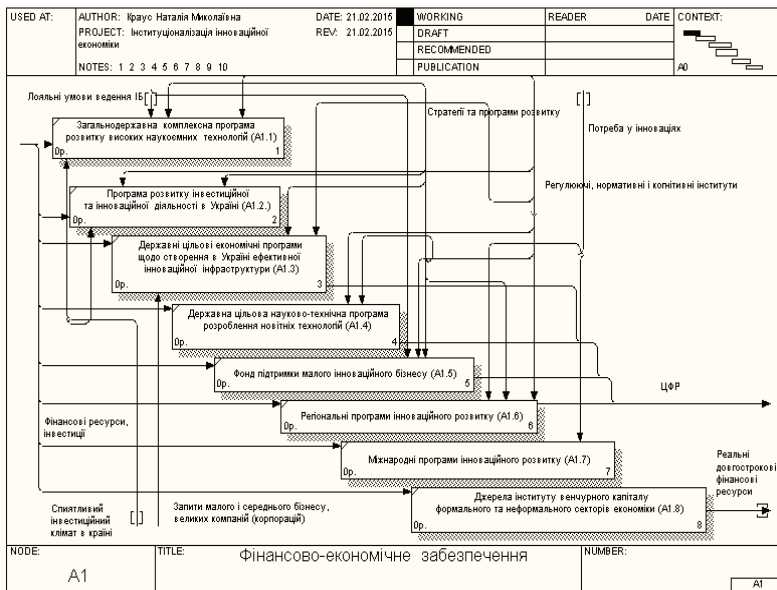 USED AT:
AUTHOR: Краус Наталія Миколаївна
DATE: 21.02.2015
PROJECT: Інституціоналізація інноваційної
економіки
REV: 21.02.2015
NOTES: 1 2 3 4 5 6 7 8 9 10
WORKING
DRAFT
RECOMMENDED
PUBLICATION
READER
DATE
CONTEXT:
A0
Лояльні умови ведення ІБ
Стратегії та програми розвитку
Потреба у інноваціях
Регулюючі, нормативні і когнітивні інститути
Загальнодержавна комплексна програма
розвитку високих наукоємних технологій (А1.1)
0р.
1
Програма розвитку інвестиційної
та інноваційної діяльності в Україні (А1.2.)
0р.
2
Державні цільові економічні програми
щодо створення в Україні ефективної
інноваційної інфраструктури (А1.3)
0р.
3
Державна цільова науково-технічна програма
розроблення новітніх технологій (А1.4)
0р.
4
Фонд підтримки малого інноваційного бізнесу (А1.5)
0р.
5
ЦФР
Регіональні програми інноваційного розвитку (А1.6)
0р.
6
Фінансові ресурси,
інвестиції
Міжнародні програми інноваційного розвитку (А1.7)
0р.
7
Реальні
довгострокові
фінансові
ресурси
Джерела інституту венчурного капіталу
формального та неформального секторів економіки (А1.8)
0р.
8
Спиятливий
інвестиційний
клімат в країні
Запити малого і середнього бізнесу,
великих компаній (корпорацій)
NODE:
A1
TITLE:
Фінансово-економічне забезпечення
NUMBER:
A1